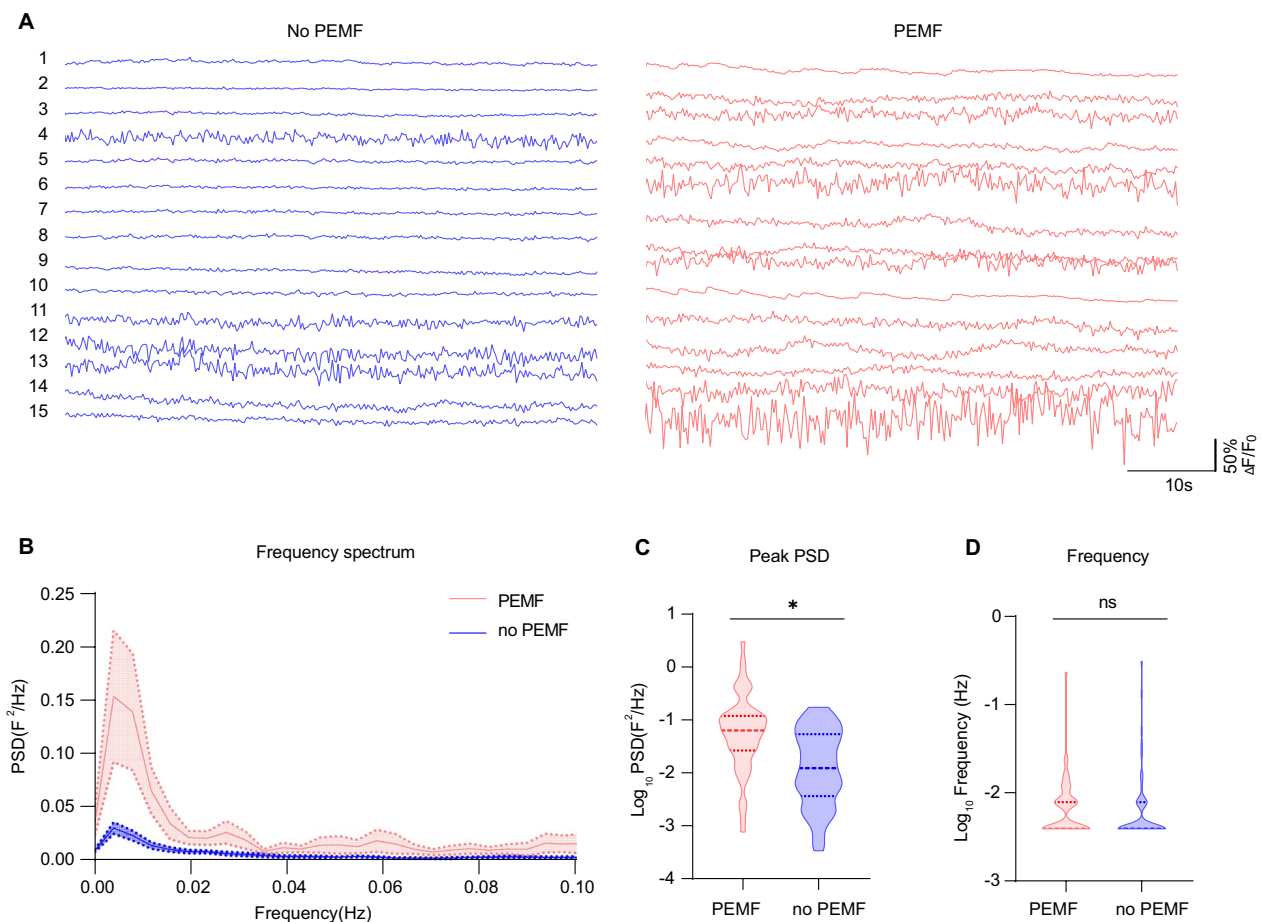 A
No PEMF
PEMF
1
2
3
4
5
6
7
8
9
10
11
12
13
14
15
50%
ΔF/F0
10s
B
Frequency spectrum
PEMF
no PEMF
PSD(F²/Hz)
0.25
0.20
0.15
0.10
0.05
0.00
0.00 0.02 0.04 0.06 0.08 0.10
Frequency(Hz)
C
Peak PSD
*
Log₁₀ PSD(F²/Hz)
1
0
-1
-2
-3
-4
PEMF no PEMF
D
Frequency
ns
Log₁₀ Frequency (Hz)
0
-1
-2
-3
PEMF no PEMF